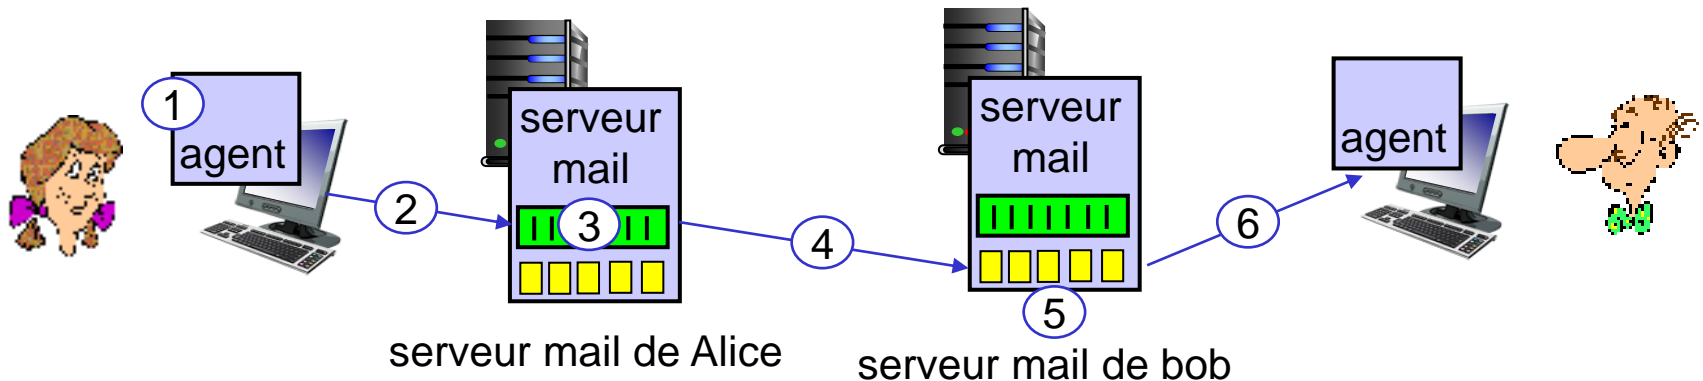 1
agent
2
serveur
mail
3
serveur mail de Alice
4
serveur
mail
5
serveur mail de bob
6
agent